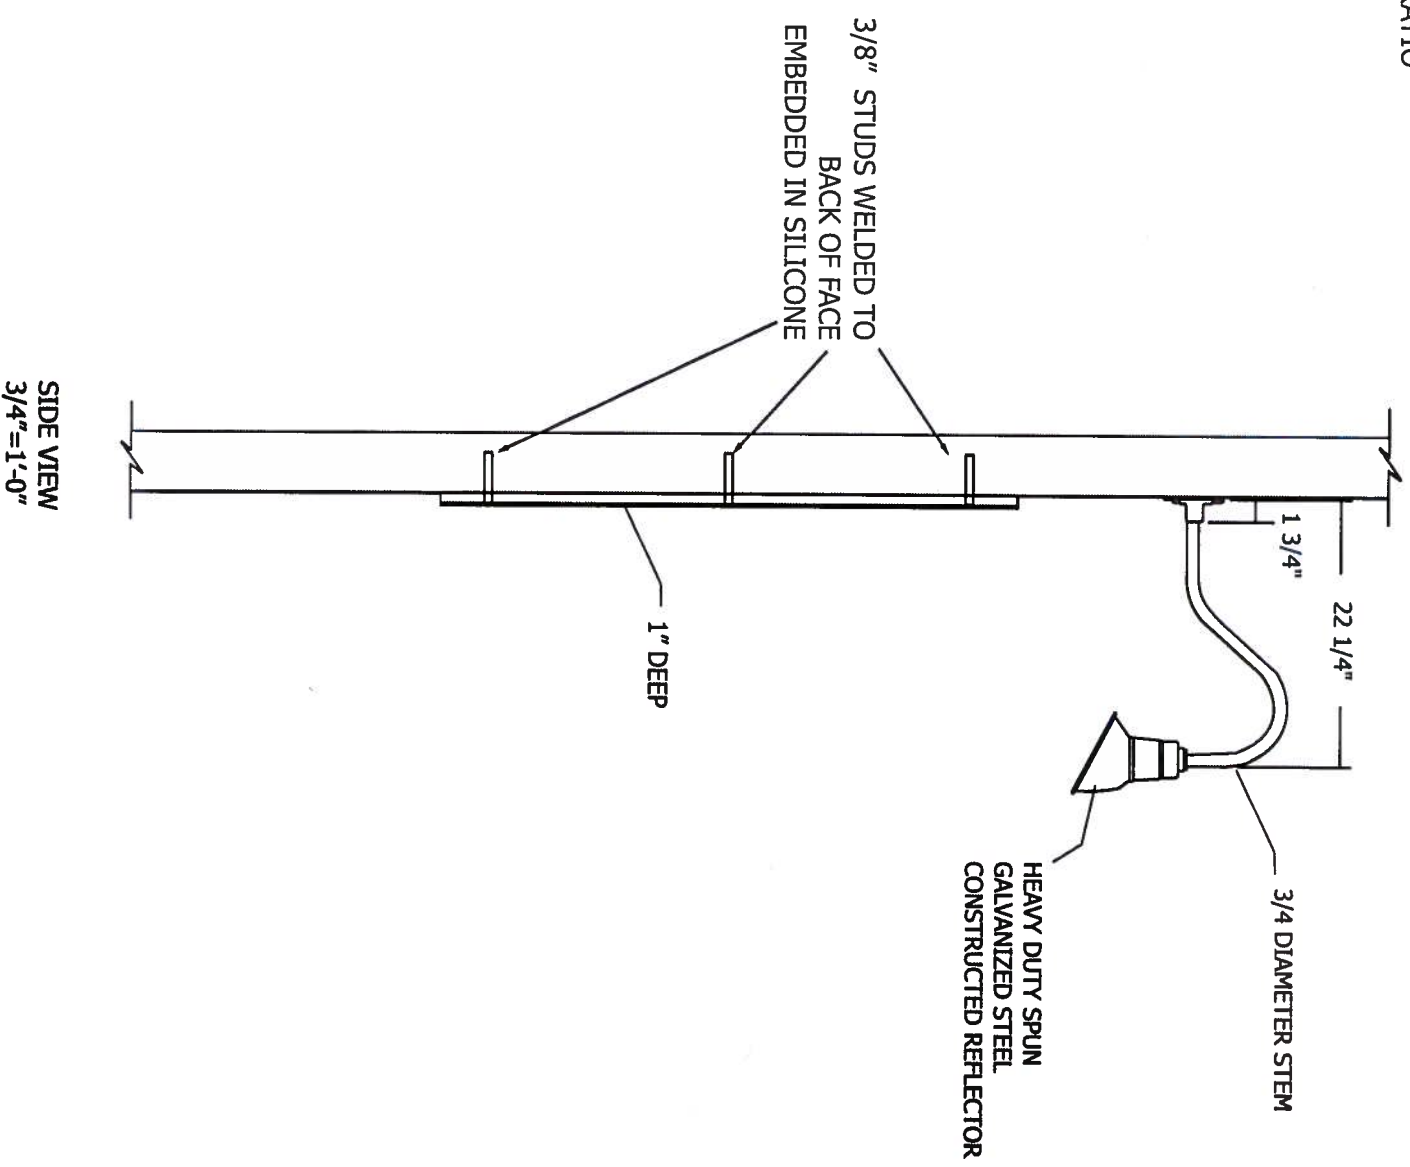 3/8" STUDS WELDED TO
BACK OF FACE
EMBEDDED IN SILICONE
1 3/4"
22 1/4"
3/4 DIAMETER STEM
1" DEEP
HEAVY DUTY SPUN
GALVANIZED STEEL
CONSTRUCTED REFLECTOR
SIDE VIEW
3/4"=1'-0"